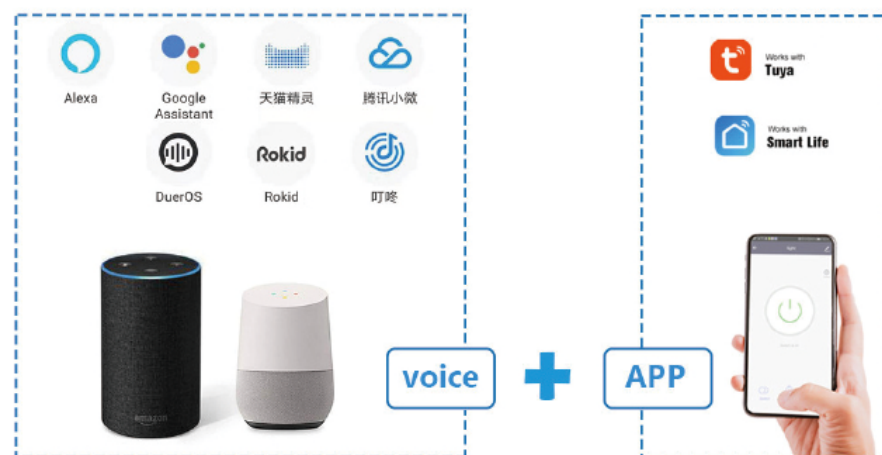 Alexa
Google
Assistant
天猫精灵
腾讯小微
DuerOS
Rokid
Rokid
叮咚
amazon
voice
APP
Works with
Tuya
Works with
Smart Life